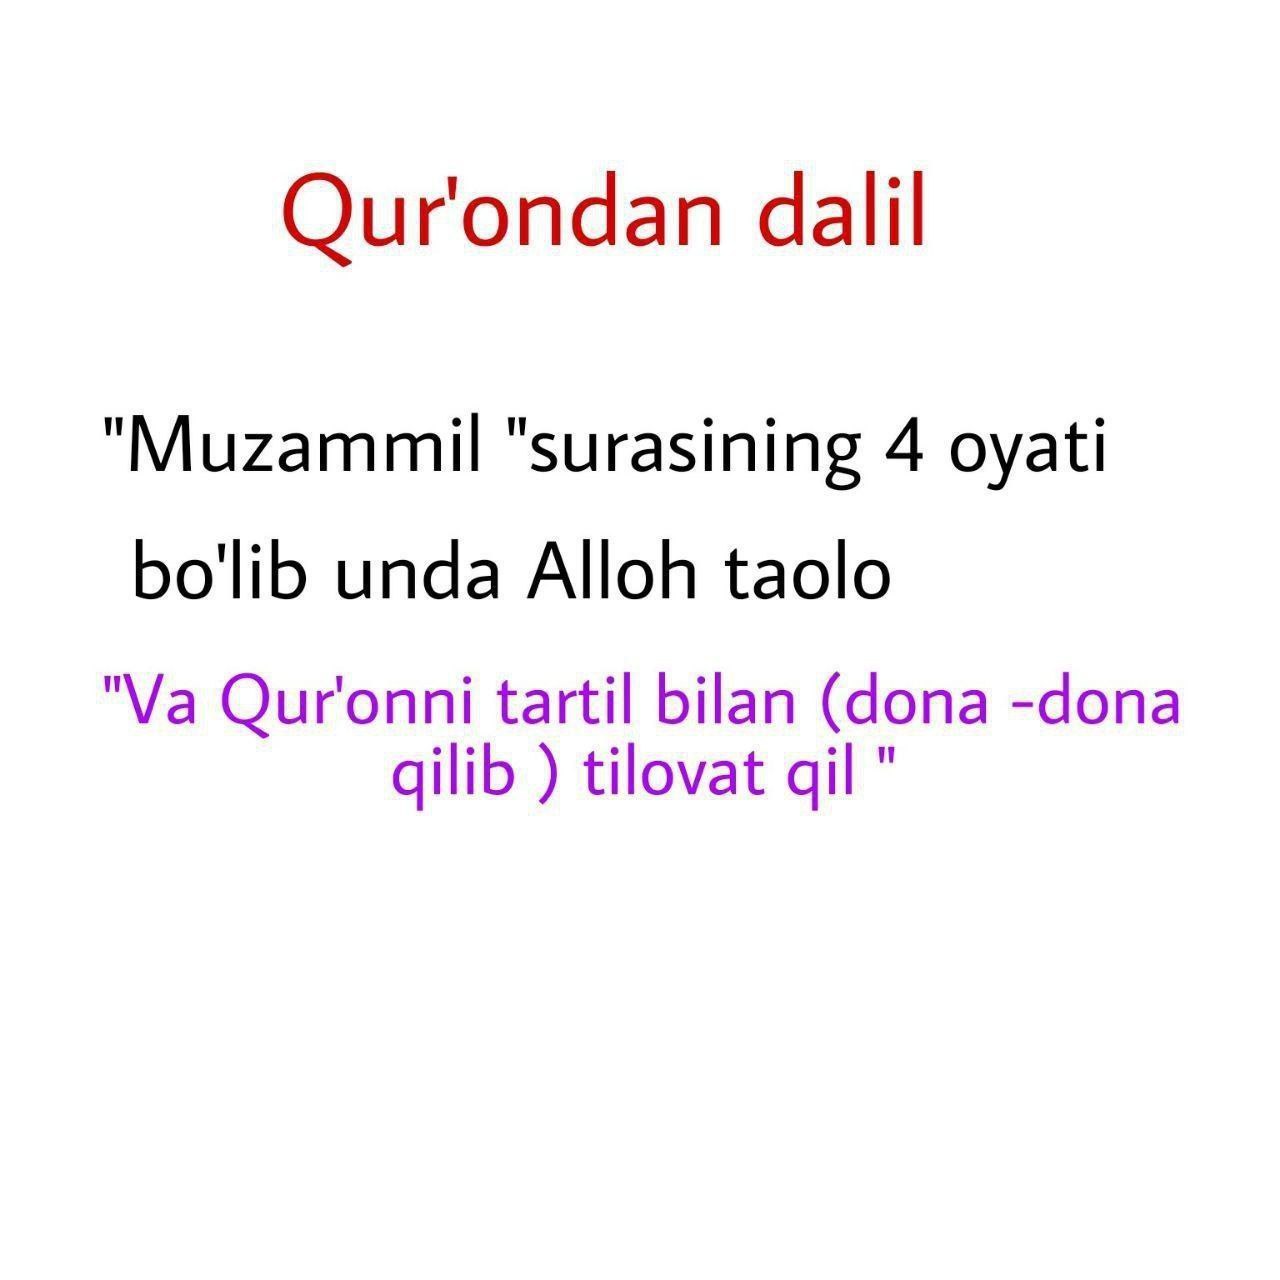 Qur'ondan dalil
"Muzammil "surasining 4 oyati
bo'lib unda Alloh taolo
"Va Qur'onni tartil bilan (dona -dona
qilib ) tilovat qil "